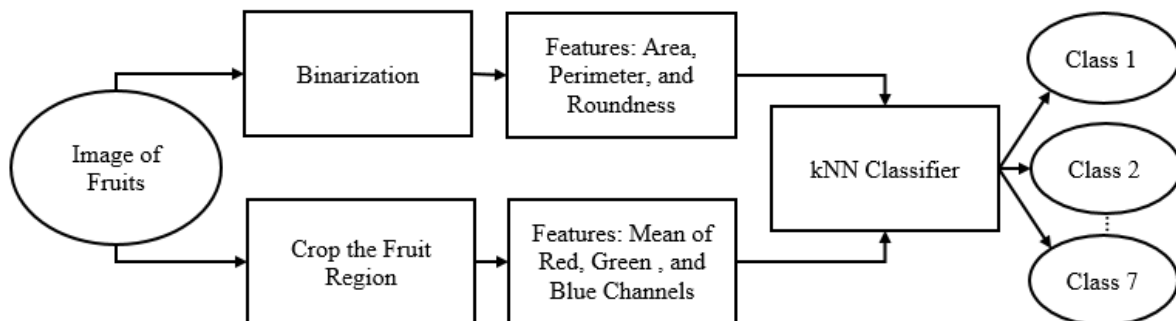 Image of
Fruits
Binarization
Features: Area,
Perimeter, and
Roundness
Crop the Fruit
Region
Features: Mean of
Red, Green , and
Blue Channels
kNN Classifier
Class 1
Class 2
Class 7